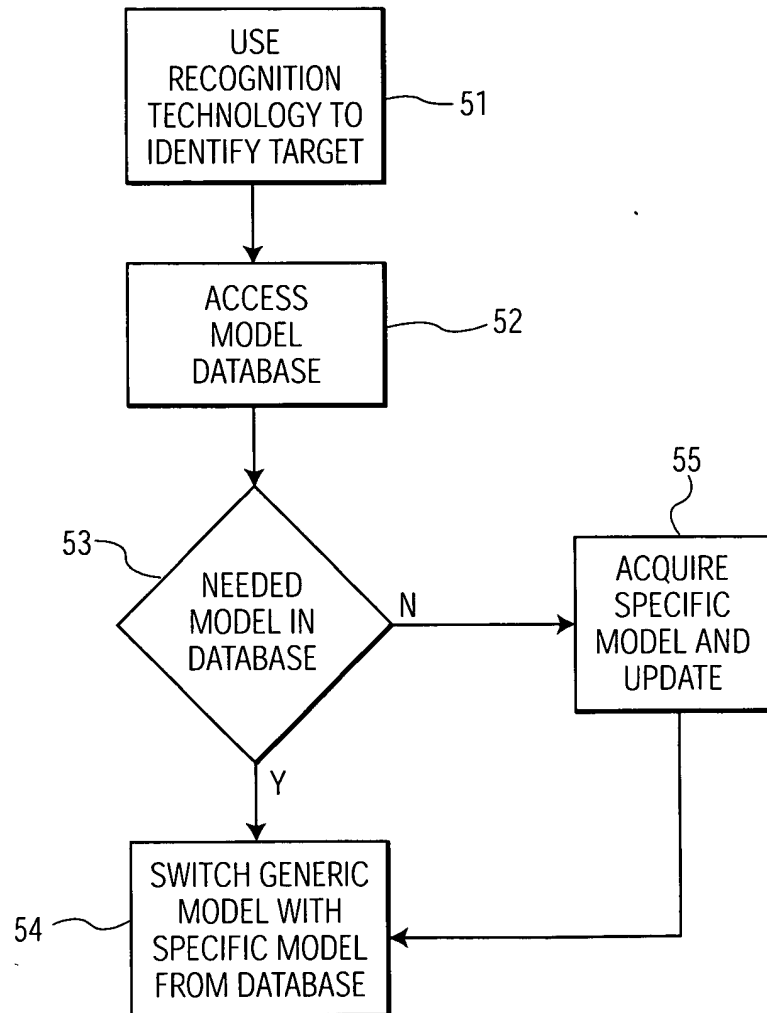 USE
RECOGNITION
TECHNOLOGY TO
IDENTIFY TARGET
51
ACCESS
MODEL
DATABASE
52
53
NEEDED
MODEL IN
DATABASE
N
Y
55
ACQUIRE
SPECIFIC
MODEL AND
UPDATE
54
SWITCH GENERIC
MODEL WITH
SPECIFIC MODEL
FROM DATABASE